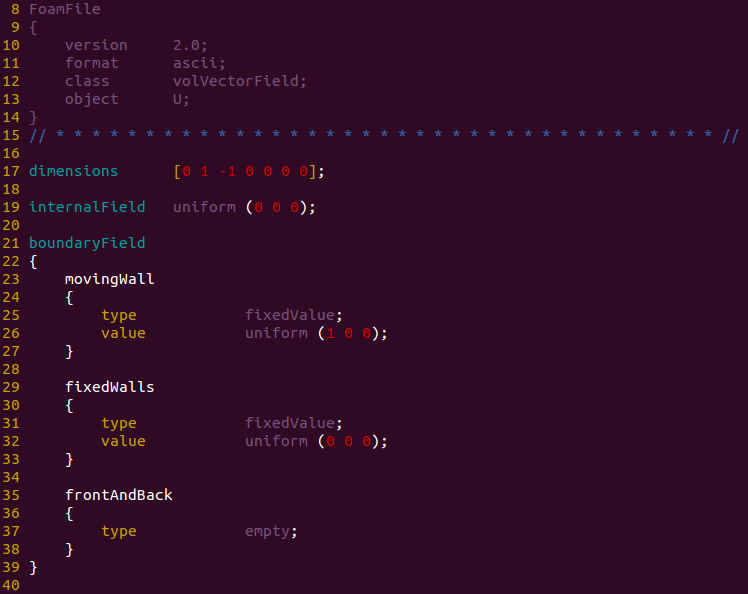 8 FoamFile
9 {
10     version     2.0;
11     format      ascii;
12     class       volVectorField;
13     object      U;
14 }
15 // * * * * * * * * * * * * * * * * * * * * * * * * * * * * * * * * * * * * * //
16
17 dimensions      [0 1 -1 0 0 0 0];
18
19 internalField   uniform (0 0 0);
20
21 boundaryField
22 {
23     movingWall
24     {
25         type            fixedValue;
26         value           uniform (1 0 0);
27     }
28
29     fixedWalls
30     {
31         type            fixedValue;
32         value           uniform (0 0 0);
33     }
34
35     frontAndBack
36     {
37         type            empty;
38     }
39 }
40